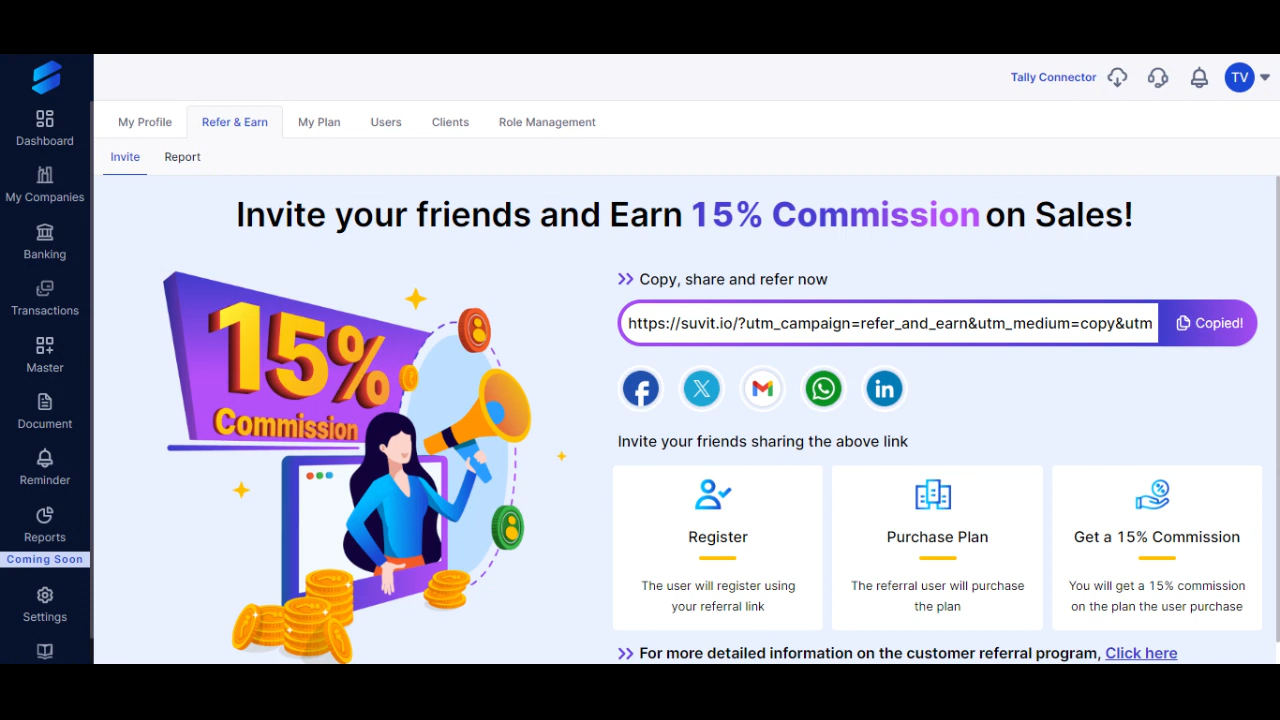 Tally Connector
TV
Dashboard
My Companies
Banking
Transactions
Master
Document
Reminder
Reports
Coming Soon
Settings
My Profile
Refer & Earn
My Plan
Users
Clients
Role Management
Invite
Report
Invite your friends and Earn 15% Commission on Sales!
15%
Commission
Copy, share and refer now
https://suvit.io/?utm_campaign=refer_and_earn&utm_medium=copy&utm
Copied!
Invite your friends sharing the above link
Register
The user will register using
your referral link
Purchase Plan
The referral user will purchase
the plan
Get a 15% Commission
You will get a 15% commission
on the plan the user purchase
For more detailed information on the customer referral program, Click here